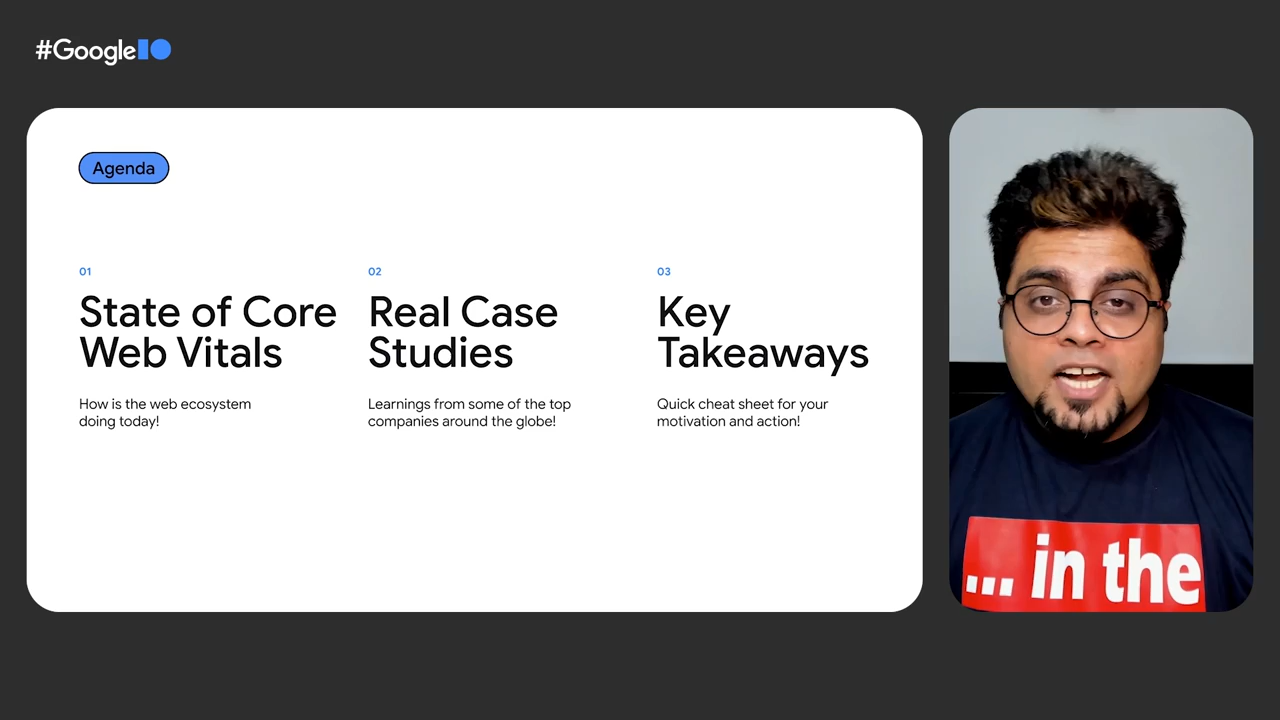 #GoogleIO
Agenda
01
State of Core
Web Vitals
How is the web ecosystem
doing today!
02
Real Case
Studies
Learnings from some of the top
companies around the globe!
03
Key
Takeaways
Quick cheat sheet for your
motivation and action!
... in the